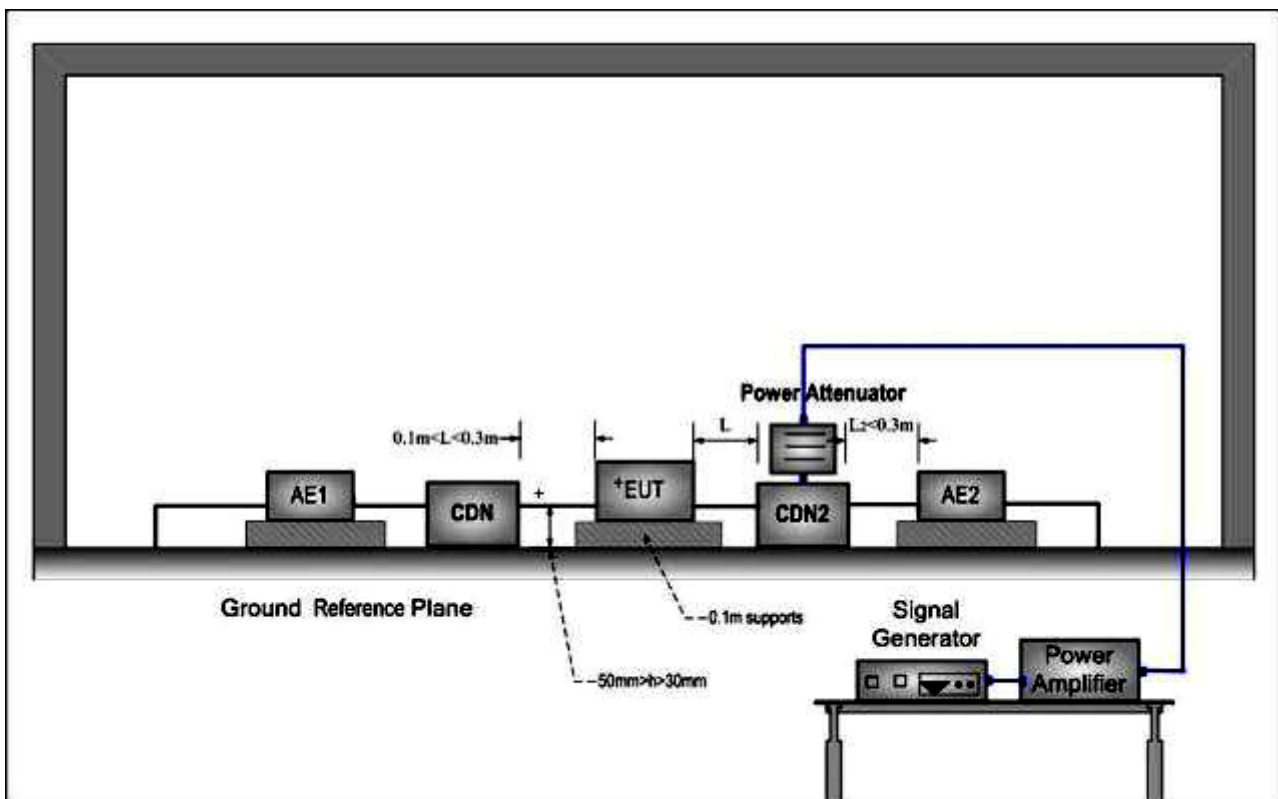 Power Attenuator
0.1m<L<0.3m
L
L2<0.3m
AE1
CDN
+
+EUT
CDN2
AE2
Ground Reference Plane
0.1m supports
50mm>h>30mm
Signal
Generator
Power
Amplifier